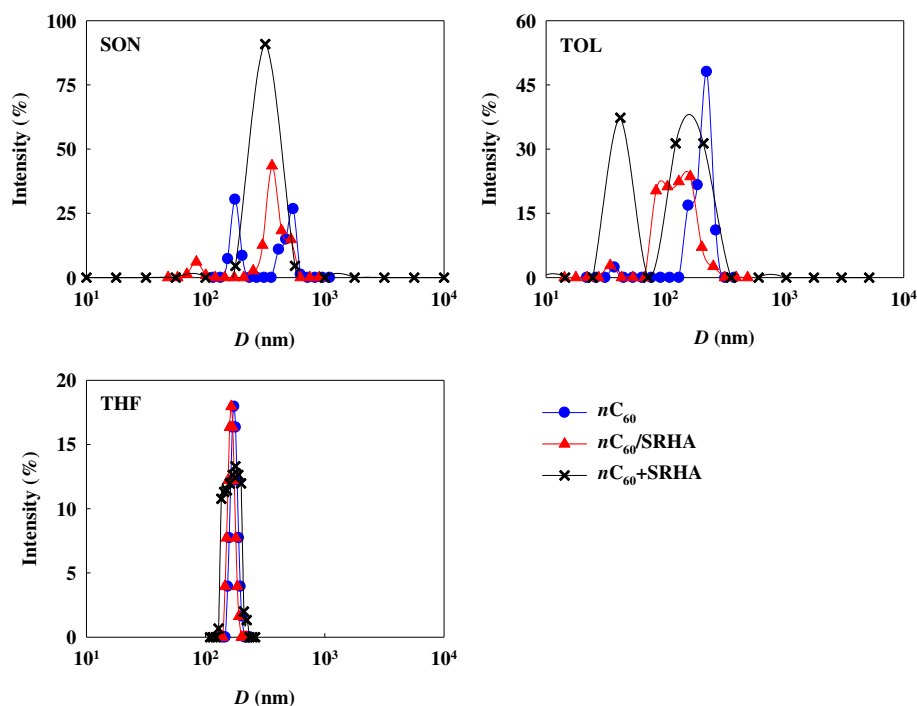 SON
Intensity (%)
100
75
50
25
0
10¹ 10² 10³ 10⁴
D (nm)
TOL
Intensity (%)
60
45
30
15
0
10¹ 10² 10³ 10⁴
D (nm)
THF
Intensity (%)
20
15
10
5
0
10¹ 10² 10³ 10⁴
D (nm)
nC₆₀
nC₆₀/SRHA
nC₆₀+SRHA